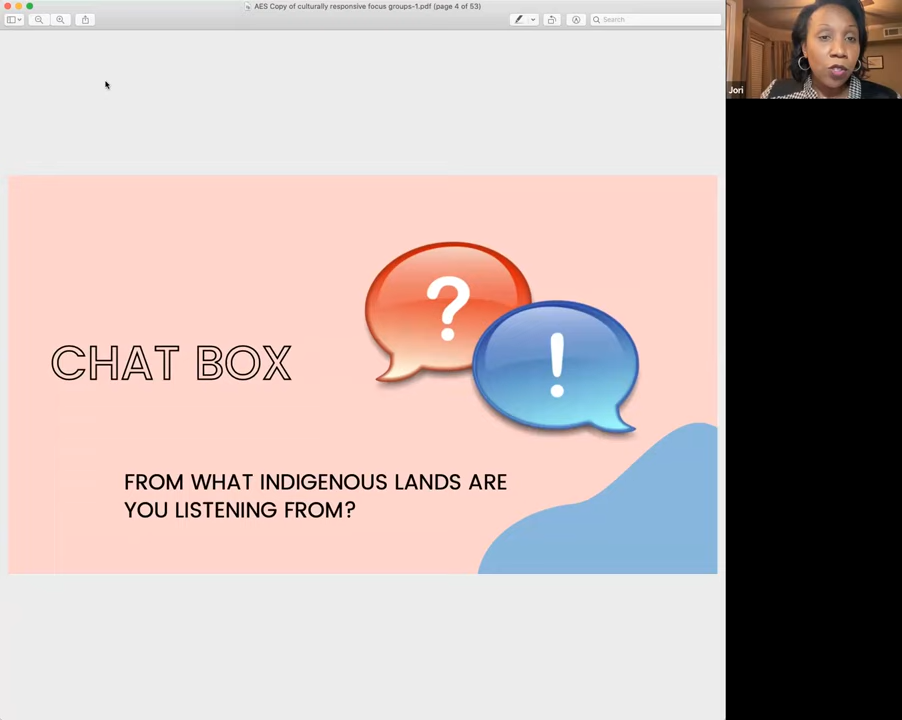 AES Copy of culturally responsive focus groups-1.pdf (page 4 of 53)
Search
Jori
?
!
CHAT BOX
FROM WHAT INDIGENOUS LANDS ARE
YOU LISTENING FROM?